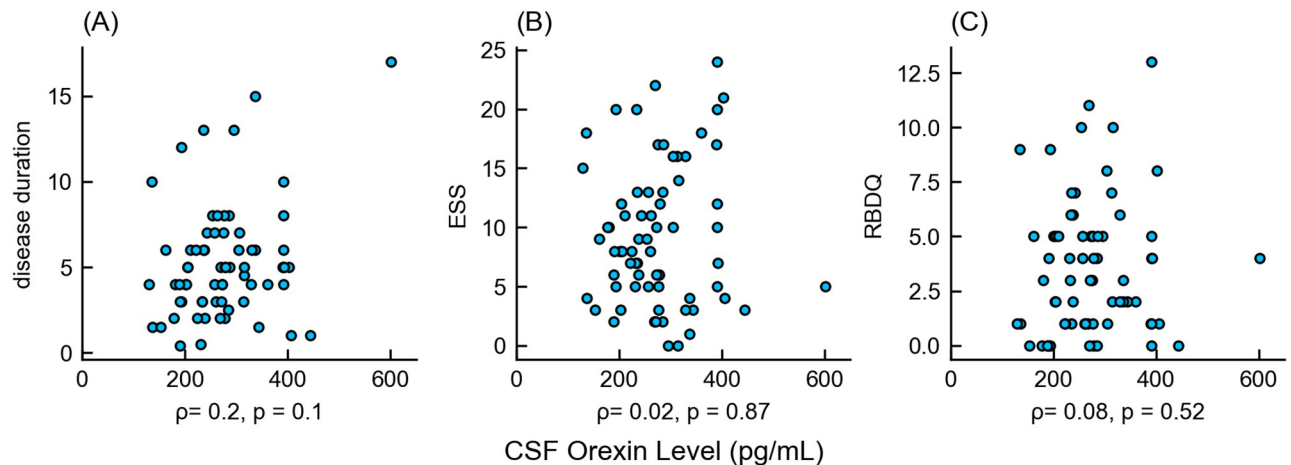 (A)
disease duration
15
10
5
0
0 200 400 600
ρ= 0.2, p = 0.1
(B)
ESS
25
20
15
10
5
0
0 200 400 600
ρ= 0.02, p = 0.87
(C)
RBDQ
12.5
10.0
7.5
5.0
2.5
0.0
0 200 400 600
ρ= 0.08, p = 0.52
CSF Orexin Level (pg/mL)